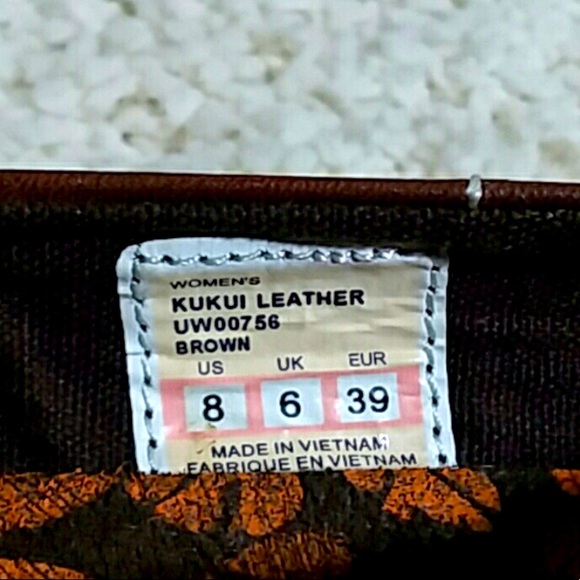 WOMEN'S
KUKUI LEATHER
UW00756
BROWN
US UK EUR
8 6 39
MADE IN VIETNAM
FABRIQUE EN VIETNAM